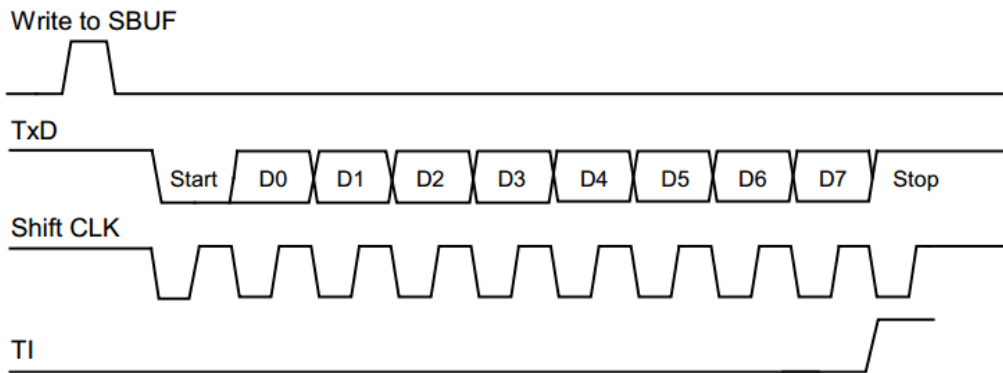 Write to SBUF
TxD
Start D0 D1 D2 D3 D4 D5 D6 D7 Stop
Shift CLK
TI